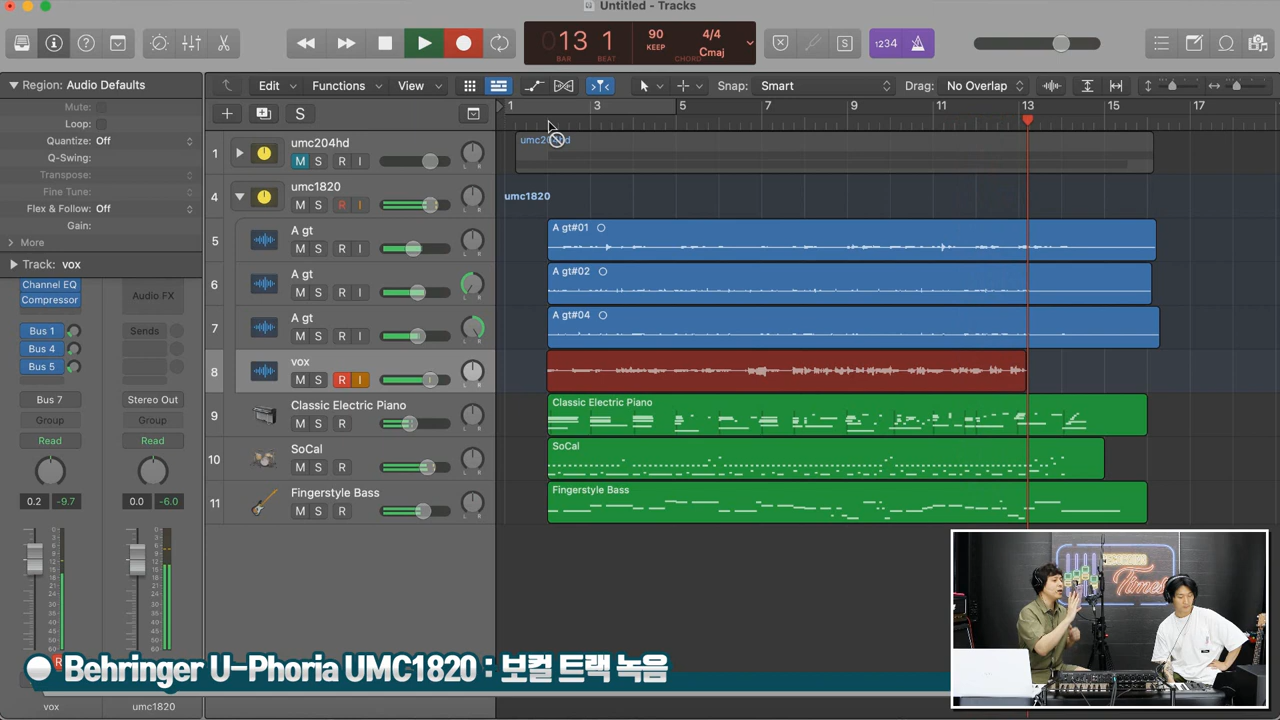 Untitled - Tracks
013 1
BAR BEAT
90
KEEP
4/4
Cmaj
CHORD
1234
S
Region: Audio Defaults
Mute:
Loop:
Quantize: Off
Q-Swing:
Transpose:
Fine Tune:
Flex & Follow: Off
Gain:
More
Track: vox
Edit
Functions
View
Snap: Smart
Drag: No Overlap
S
1 3 5 7 9 11 13 15 17
1 umc204hd
M S R I
L R
umc204hd
4 umc1820
M S R I
L R
umc1820
5 A gt
M S R I
L R
A gt#01
6 A gt
M S R I
L R
A gt#02
7 A gt
M S R I
L R
A gt#04
8 vox
M S R I
L R
9 Classic Electric Piano
M S R
L R
Classic Electric Piano
10 SoCal
M S R
L R
SoCal
11 Fingerstyle Bass
M S R
L R
Fingerstyle Bass
Channel EQ
Compressor
Audio FX
Bus 1
Sends
Bus 4
Bus 5
Bus 7
Stereo Out
Group
Group
Read
Read
0.2 -9.7
0.0 -6.0
Times
Behringer U-Phoria UMC1820 : 보컬 트랙 녹음
vox
umc1820